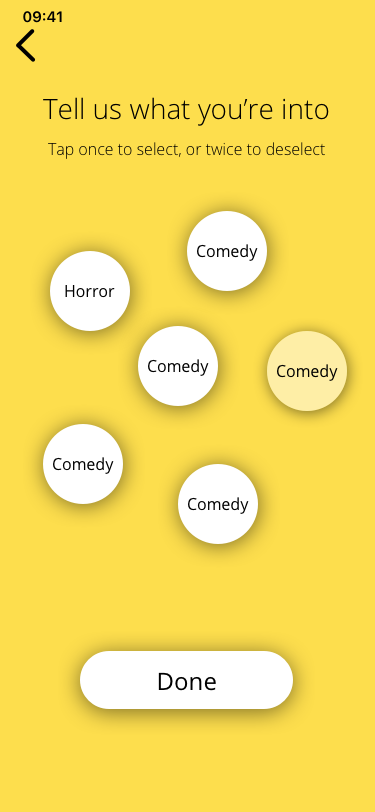 09:41
Tell us what you’re into
Tap once to select, or twice to deselect
Comedy
Horror
Comedy
Comedy
Comedy
Comedy
Done